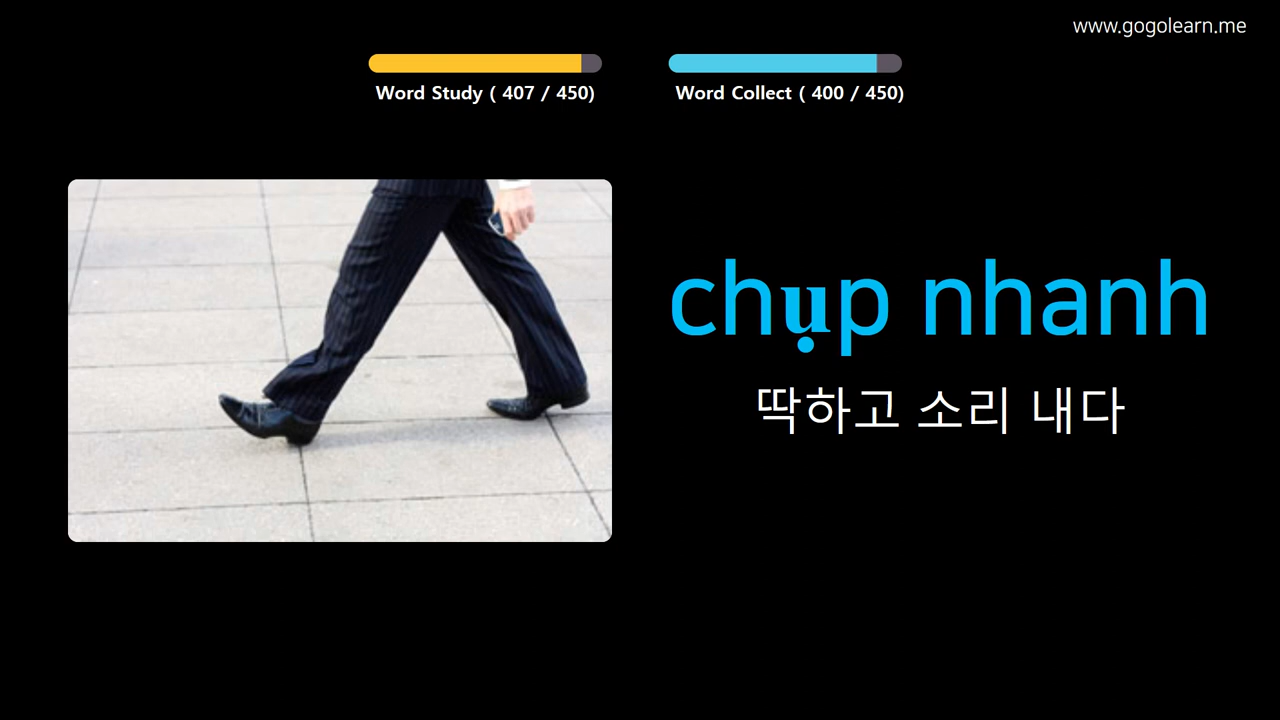 www.gogolearn.me
Word Study ( 407 / 450)
Word Collect ( 400 / 450)
chụp nhanh
딱하고 소리 내다